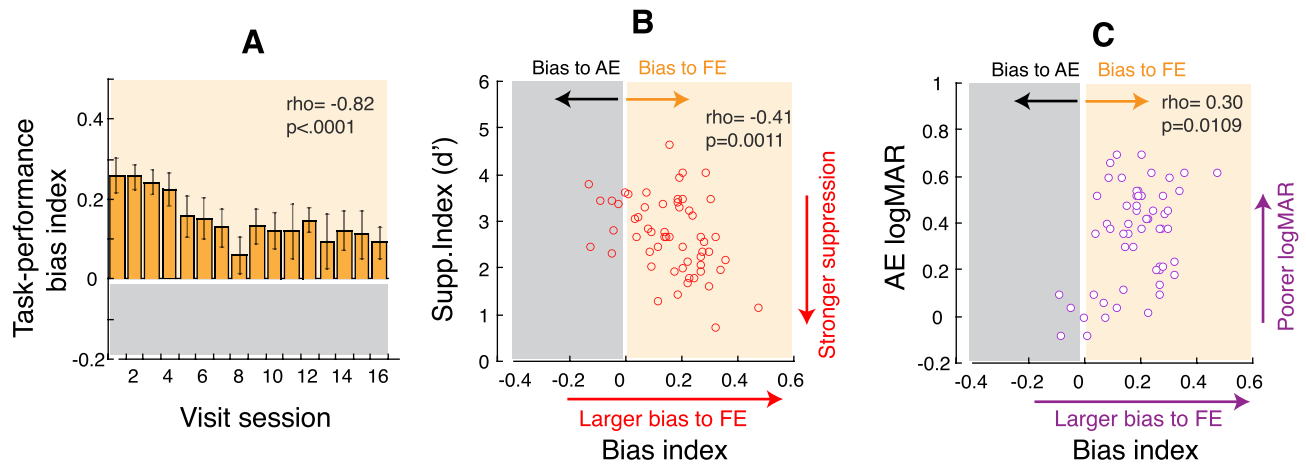 A
rho= -0.82
p<.0001
0.4
0.2
0
-0.2
2 4 6 8 10 12 14 16
Visit session
Task-performance
bias index
B
Bias to AE
Bias to FE
rho= -0.41
p=0.0011
6
5
4
3
2
1
0
-0.4 -0.2 0 0.2 0.4 0.6
Supp.Index (d')
Stronger suppression
Larger bias to FE
Bias index
C
Bias to AE
Bias to FE
rho= 0.30
p=0.0109
1
0.8
0.6
0.4
0.2
0
-0.2
-0.4 -0.2 0 0.2 0.4 0.6
AE logMAR
Poorer logMAR
Larger bias to FE
Bias index